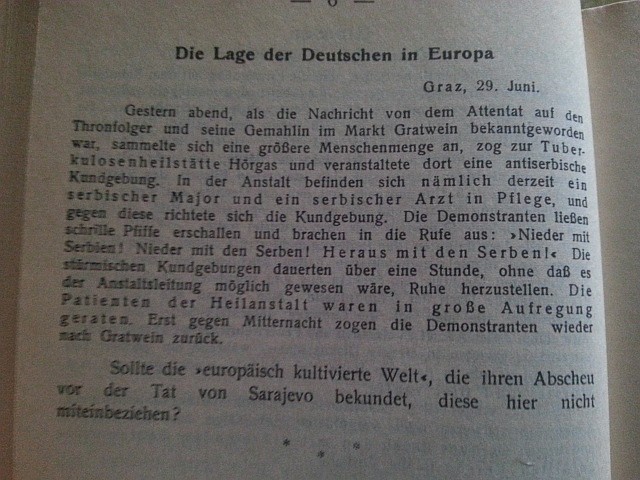 — 6 —
Die Lage der Deutschen in Europa
Graz, 29. Juni.
Gestern abend, als die Nachricht von dem Attentat auf den
Thronfolger und seine Gemahlin im Markt Gratwein bekanntgeworden
war, sammelte sich eine größere Menschenmenge an, zog zur Tuber-
kulosenheilstätte Hörgas und veranstaltete dort eine antiserbische
Kundgebung. In der Anstalt befinden sich nämlich derzeit ein
serbischer Major und ein serbischer Arzt in Pflege, und
gegen diese richtete sich die Kundgebung. Die Demonstranten ließen
schrille Pfiffe erschallen und brachen in die Rufe aus: »Nieder mit
Serbien! Nieder mit den Serben! Heraus mit den Serben!« Die
stürmischen Kundgebungen dauerten über eine Stunde, ohne daß es
der Anstaltsleitung möglich gewesen wäre, Ruhe herzustellen. Die
Patienten der Heilanstalt waren in große Aufregung
geraten. Erst gegen Mitternacht zogen die Demonstranten wieder
nach Gratwein zurück.
Sollte die »europäisch kultivierte Welt«, die ihren Abscheu
vor der Tat von Sarajevo bekundet, diese hier nicht
miteinbeziehen?
* * *